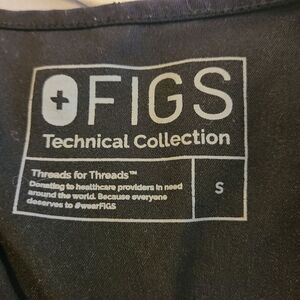 FIGS
Technical Collection
Threads for Threads™
Donating to healthcare providers in need
around the world. Because everyone
deserves to #wearFIGS
S